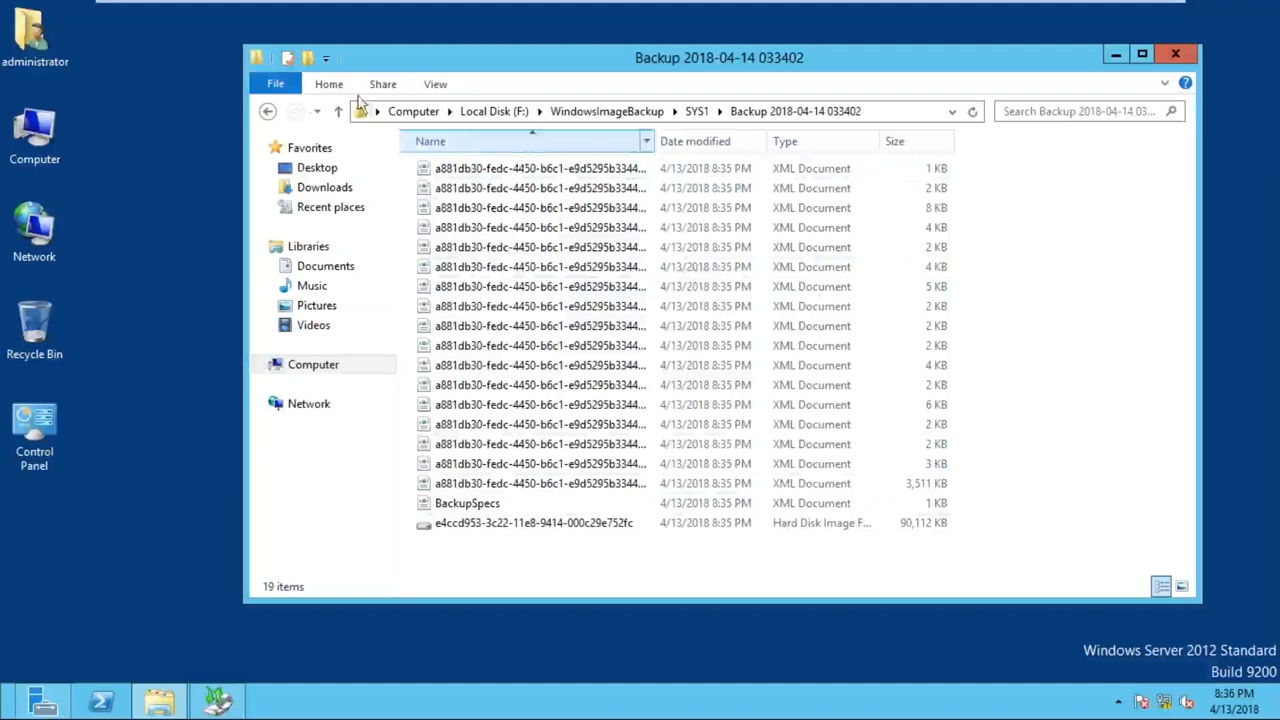 administrator
Computer
Network
Recycle Bin
Control
Panel
Backup 2018-04-14 033402
File Home Share View
Computer Local Disk (F:) WindowsImageBackup SYS1 Backup 2018-04-14 033402
Search Backup 2018-04-14 03...
Favorites
Desktop
Downloads
Recent places
Libraries
Documents
Music
Pictures
Videos
Computer
Network
Name Date modified Type Size
a881db30-fedc-4450-b6c1-e9d5295b3344... 4/13/2018 8:35 PM XML Document 1 KB
a881db30-fedc-4450-b6c1-e9d5295b3344... 4/13/2018 8:35 PM XML Document 2 KB
a881db30-fedc-4450-b6c1-e9d5295b3344... 4/13/2018 8:35 PM XML Document 8 KB
a881db30-fedc-4450-b6c1-e9d5295b3344... 4/13/2018 8:35 PM XML Document 4 KB
a881db30-fedc-4450-b6c1-e9d5295b3344... 4/13/2018 8:35 PM XML Document 2 KB
a881db30-fedc-4450-b6c1-e9d5295b3344... 4/13/2018 8:35 PM XML Document 4 KB
a881db30-fedc-4450-b6c1-e9d5295b3344... 4/13/2018 8:35 PM XML Document 5 KB
a881db30-fedc-4450-b6c1-e9d5295b3344... 4/13/2018 8:35 PM XML Document 2 KB
a881db30-fedc-4450-b6c1-e9d5295b3344... 4/13/2018 8:35 PM XML Document 2 KB
a881db30-fedc-4450-b6c1-e9d5295b3344... 4/13/2018 8:35 PM XML Document 2 KB
a881db30-fedc-4450-b6c1-e9d5295b3344... 4/13/2018 8:35 PM XML Document 4 KB
a881db30-fedc-4450-b6c1-e9d5295b3344... 4/13/2018 8:35 PM XML Document 2 KB
a881db30-fedc-4450-b6c1-e9d5295b3344... 4/13/2018 8:35 PM XML Document 6 KB
a881db30-fedc-4450-b6c1-e9d5295b3344... 4/13/2018 8:35 PM XML Document 2 KB
a881db30-fedc-4450-b6c1-e9d5295b3344... 4/13/2018 8:35 PM XML Document 2 KB
a881db30-fedc-4450-b6c1-e9d5295b3344... 4/13/2018 8:35 PM XML Document 3 KB
a881db30-fedc-4450-b6c1-e9d5295b3344... 4/13/2018 8:35 PM XML Document 3,511 KB
BackupSpecs 4/13/2018 8:35 PM XML Document 1 KB
e4ccd953-3c22-11e8-9414-000c29e752fc 4/13/2018 8:35 PM Hard Disk Image F... 90,112 KB
19 items
Windows Server 2012 Standard
Build 9200
8:36 PM
4/13/2018